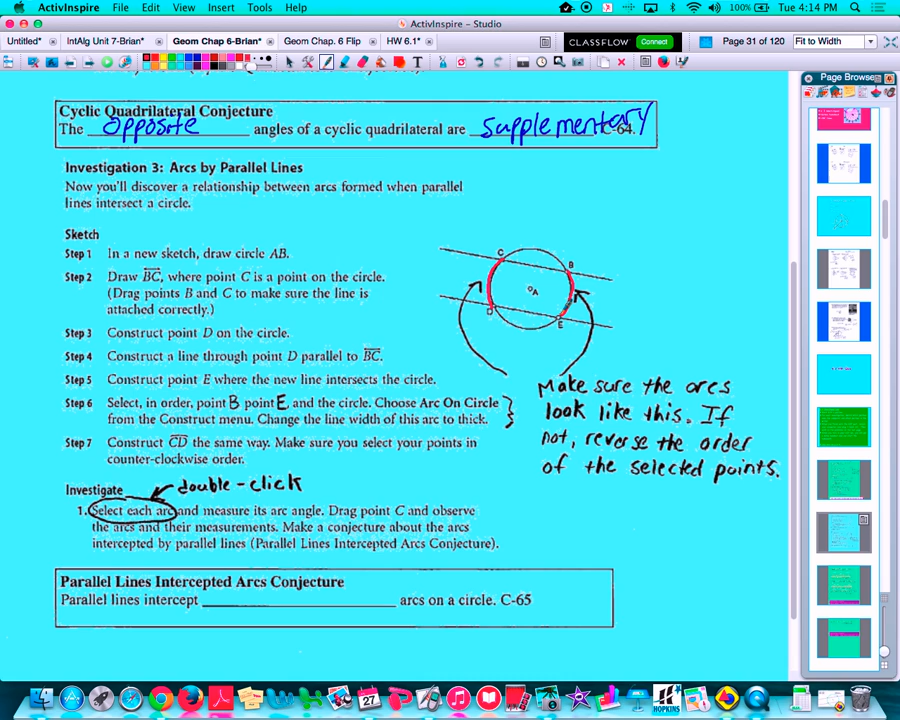 ActivInspire File Edit View Insert Tools Help 100% Tue 4:14 PM
ActivInspire - Studio
Untitled* IntAlg Unit 7-Brian* Geom Chap 6-Brian* Geom Chap. 6 Flip HW 6.1* CLASSFLOW Connect Page 31 of 120 Fit to Width
Page Browse
Cyclic Quadrilateral Conjecture
The opposite angles of a cyclic quadrilateral are supplementary C-64.
Investigation 3: Arcs by Parallel Lines
Now you'll discover a relationship between arcs formed when parallel
lines intersect a circle.
Sketch
Step 1 In a new sketch, draw circle AB.
Step 2 Draw BC, where point C is a point on the circle.
(Drag points B and C to make sure the line is
attached correctly.)
Step 3 Construct point D on the circle.
Step 4 Construct a line through point D parallel to BC.
Step 5 Construct point E where the new line intersects the circle.
Step 6 Select, in order, point B point E, and the circle. Choose Arc On Circle
from the Construct menu. Change the line width of this arc to thick.
Step 7 Construct CD the same way. Make sure you select your points in
counter-clockwise order.
C
B
A
D
E
Make sure the arcs
look like this. If
not, reverse the order
of the selected points.
Investigate
double-click
1. Select each arc and measure its arc angle. Drag point C and observe
the arcs and their measurements. Make a conjecture about the arcs
intercepted by parallel lines (Parallel Lines Intercepted Arcs Conjecture).
Parallel Lines Intercepted Arcs Conjecture
Parallel lines intercept ____ arcs on a circle. C-65
27
HOPKINS